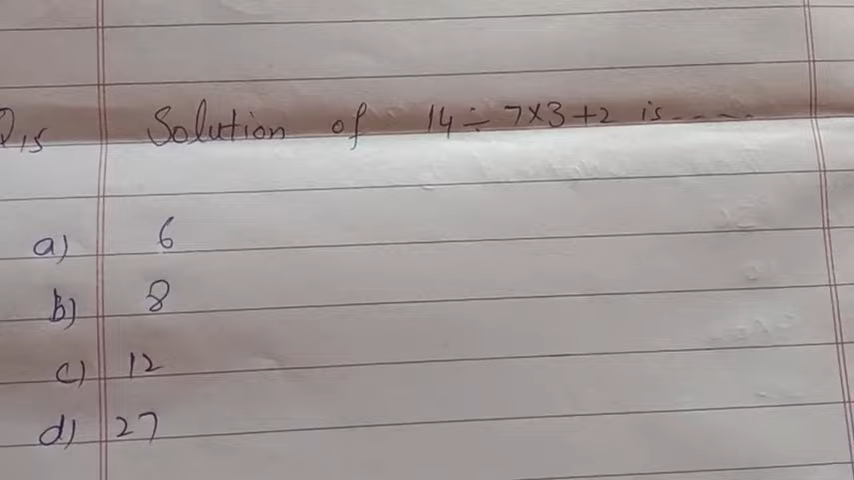 Q15 Solution of 14÷7×3+2 is.....
a) 6
b) 8
c) 12
d) 27